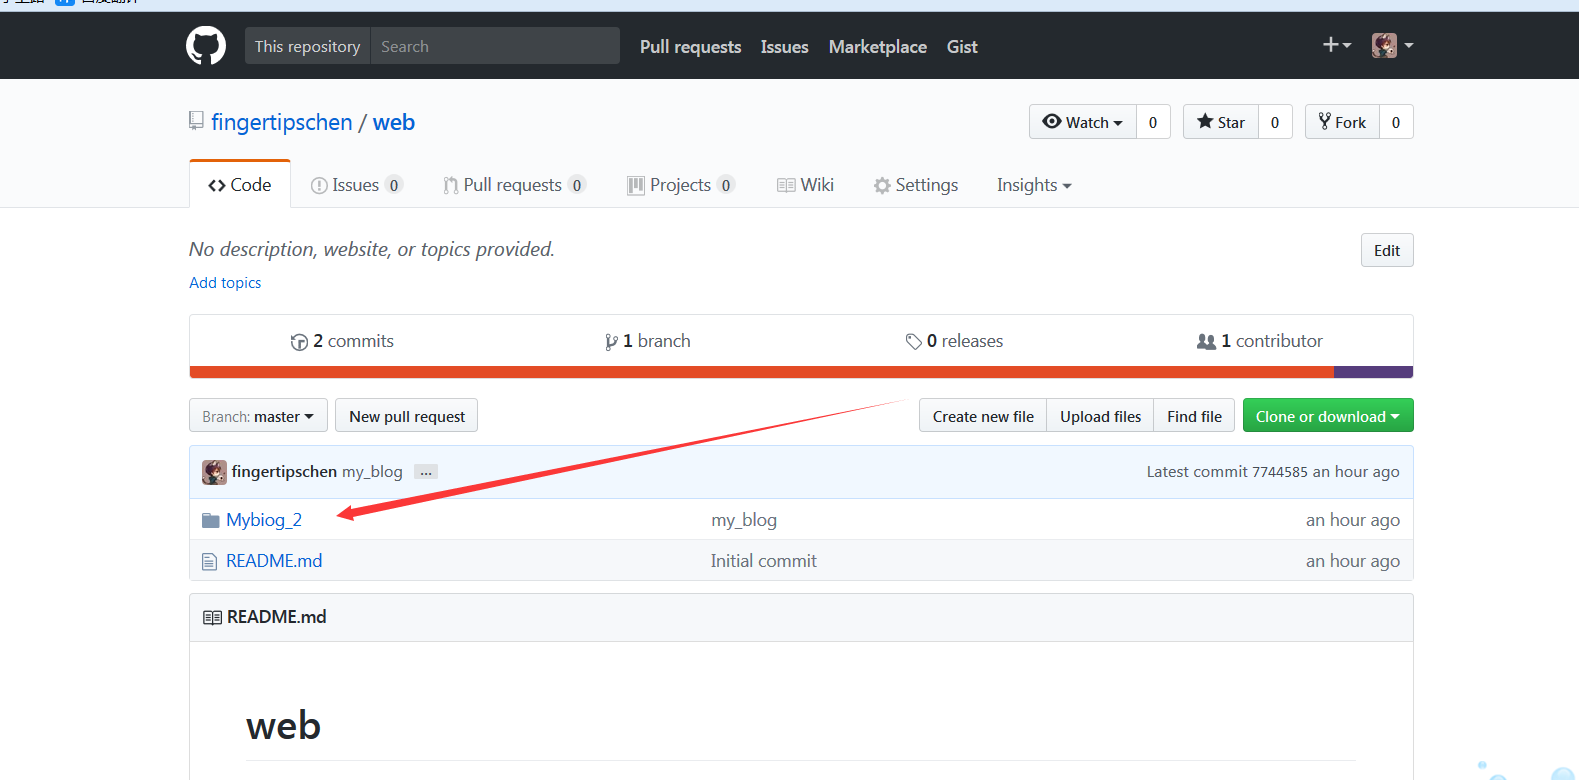 This repository Search Pull requests Issues Marketplace Gist
fingertipschen / web Watch 0 Star 0 Fork 0
Code Issues 0 Pull requests 0 Projects 0 Wiki Settings Insights
No description, website, or topics provided. Edit
Add topics
2 commits 1 branch 0 releases 1 contributor
Branch: master New pull request Create new file Upload files Find file Clone or download
fingertipschen my_blog ... Latest commit 7744585 an hour ago
Mybiog_2 my_blog an hour ago
README.md Initial commit an hour ago
README.md
web